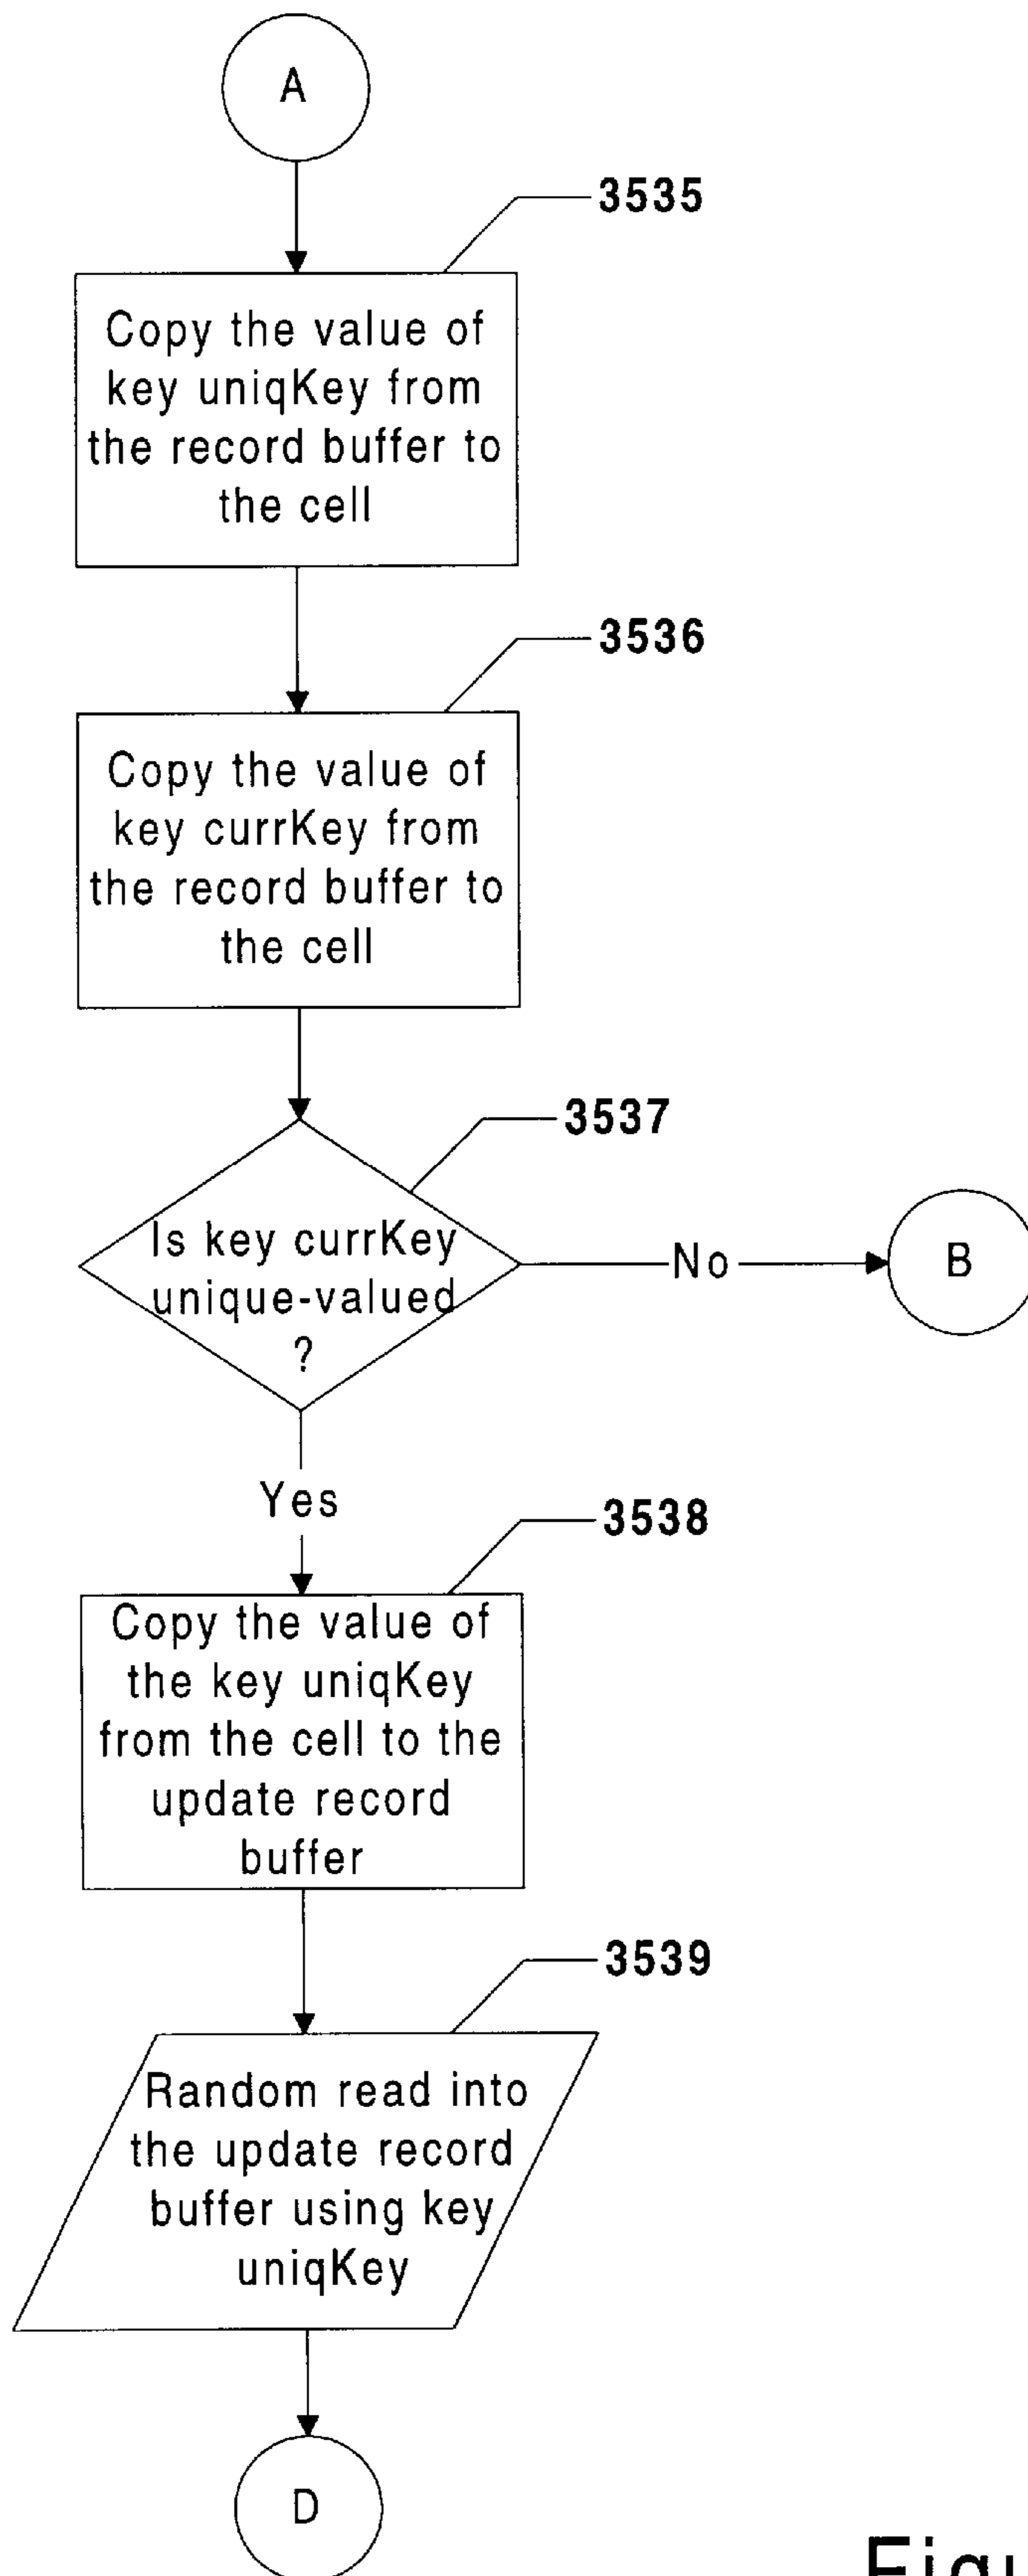 A
3535
Copy the value of
key uniqKey from
the record buffer to
the cell
3536
Copy the value of
key currKey from
the record buffer to
the cell
3537
Is key currKey
unique-valued
?
No
B
Yes
3538
Copy the value of
the key uniqKey
from the cell to the
update record
buffer
3539
Random read into
the update record
buffer using key
uniqKey
D